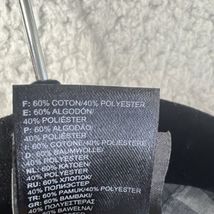 F: 60% COTON/40% POLYESTER
E: 60% ALGODÓN/
40% POLIÉSTER
P: 60% ALGODÃO/
40% POLIÉSTER
I: 60% COTONE/40% POLIESTERE
D: 60% BAUMWOLLE/
40% POLYESTER
NL: 60% KATOEN/
40% POLYESTER
RU: 60% ХЛОПОК/
40% ПОЛИЭСТЕР
TR: 60% PAMUK/40% POLYESTER
GR: 60% ΒΑΜΒΑΚΙ/
40% ΠΟΛΥΕΣΤΕΡΑΣ
60% BAWEŁNA/